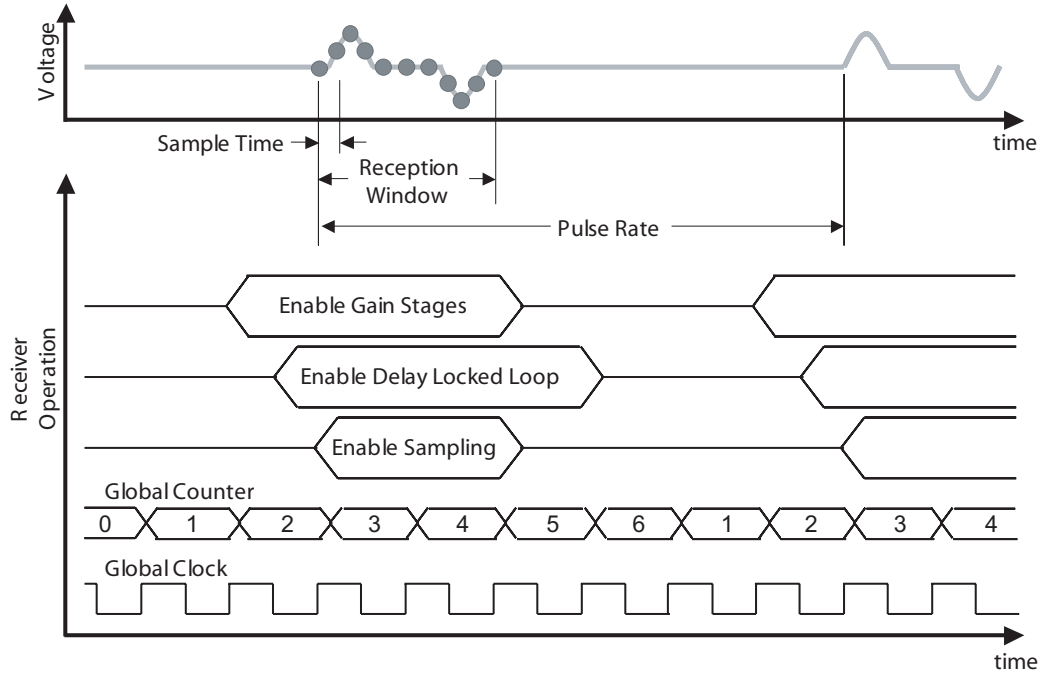 Voltage
time
Sample Time
Reception
Window
Pulse Rate
Receiver
Operation
Enable Gain Stages
Enable Delay Locked Loop
Enable Sampling
Global Counter
0 1 2 3 4 5 6 1 2 3 4
Global Clock
time